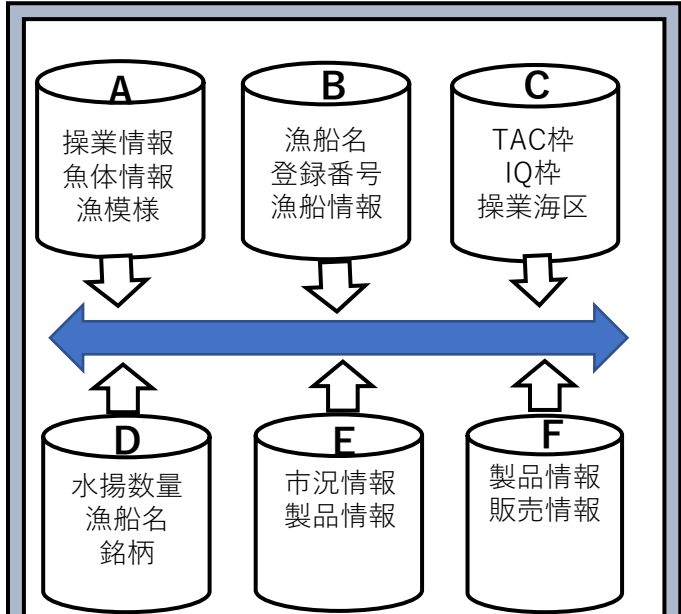 A
操業情報
魚体情報
漁模様
B
漁船名
登録番号
漁船情報
C
TAC枠
IQ枠
操業海区
D
水揚数量
漁船名
銘柄
E
市況情報
製品情報
F
製品情報
販売情報